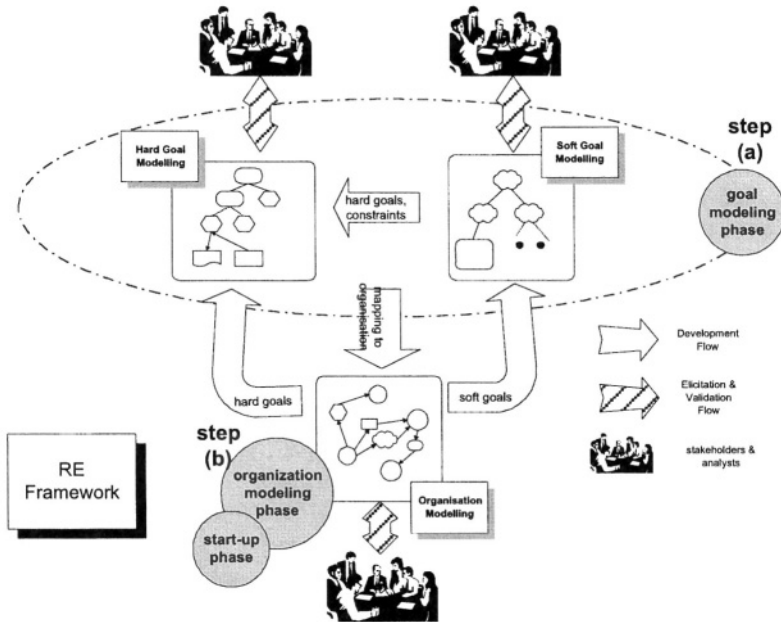 step
(a)
Hard Goal
Modelling
Soft Goal
Modelling
goal
modeling
phase
hard goals,
constraints
mapping to
organisation
Development
Flow
hard goals
soft goals
Elicitation &
Validation
Flow
step
(b)
organization
modeling
phase
stakeholders &
analysts
RE
Framework
Organisation
Modelling
start-up
phase